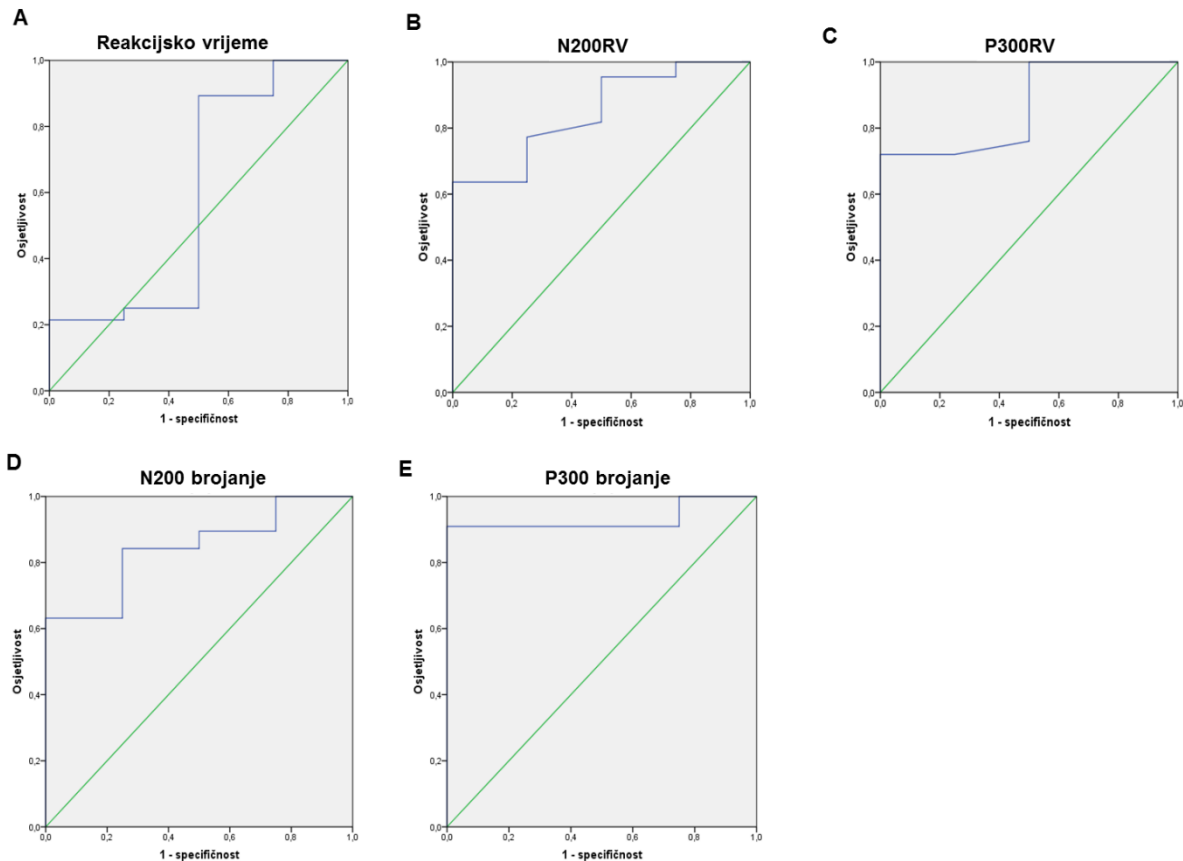 A
Reakcijsko vrijeme
1,0
0,8
0,6
0,4
0,2
0,0
Osjetljivost
0,0 0,2 0,4 0,6 0,8 1,0
1 - specifičnost
B
N200RV
1,0
0,8
0,6
0,4
0,2
0,0
Osjetljivost
0,0 0,2 0,4 0,6 0,8 1,0
1 - specifičnost
C
P300RV
1,0
0,8
0,6
0,4
0,2
0,0
Osjetljivost
0,0 0,2 0,4 0,6 0,8 1,0
1 - specifičnost
D
N200 brojanje
1,0
0,8
0,6
0,4
0,2
0,0
Osjetljivost
0,0 0,2 0,4 0,6 0,8 1,0
1 - specifičnost
E
P300 brojanje
1,0
0,8
0,6
0,4
0,2
0,0
Osjetljivost
0,0 0,2 0,4 0,6 0,8 1,0
1 - specifičnost